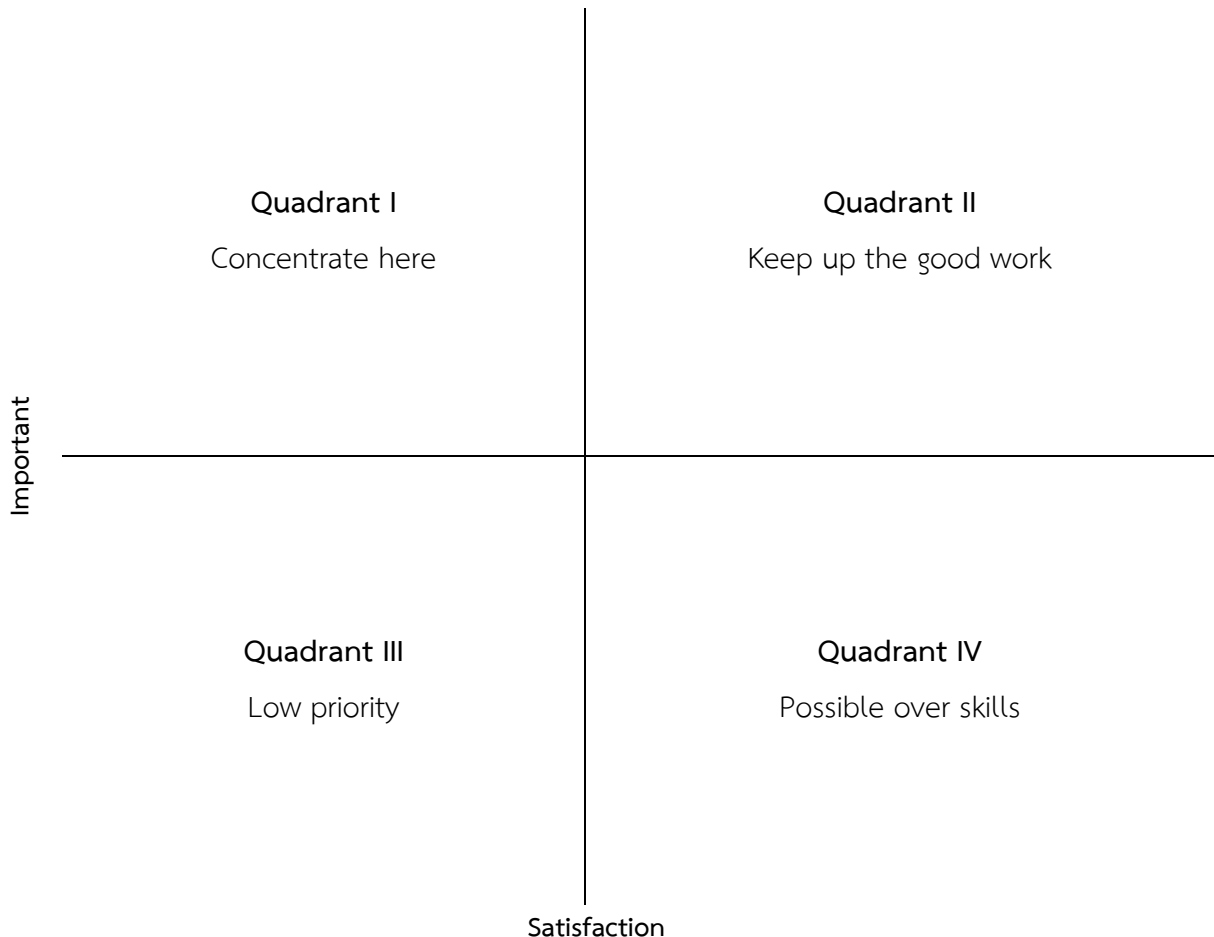 Quadrant I
Concentrate here
Quadrant II
Keep up the good work
Important
Quadrant III
Low priority
Quadrant IV
Possible over skills
Satisfaction